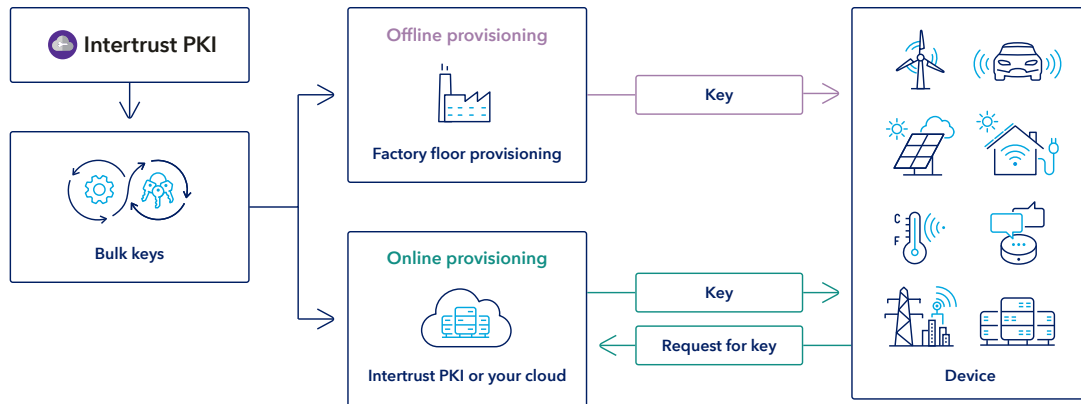 Intertrust PKI
Bulk keys
Offline provisioning
Factory floor provisioning
Key
Online provisioning
Intertrust PKI or your cloud
Key
Request for key
C
F
Device